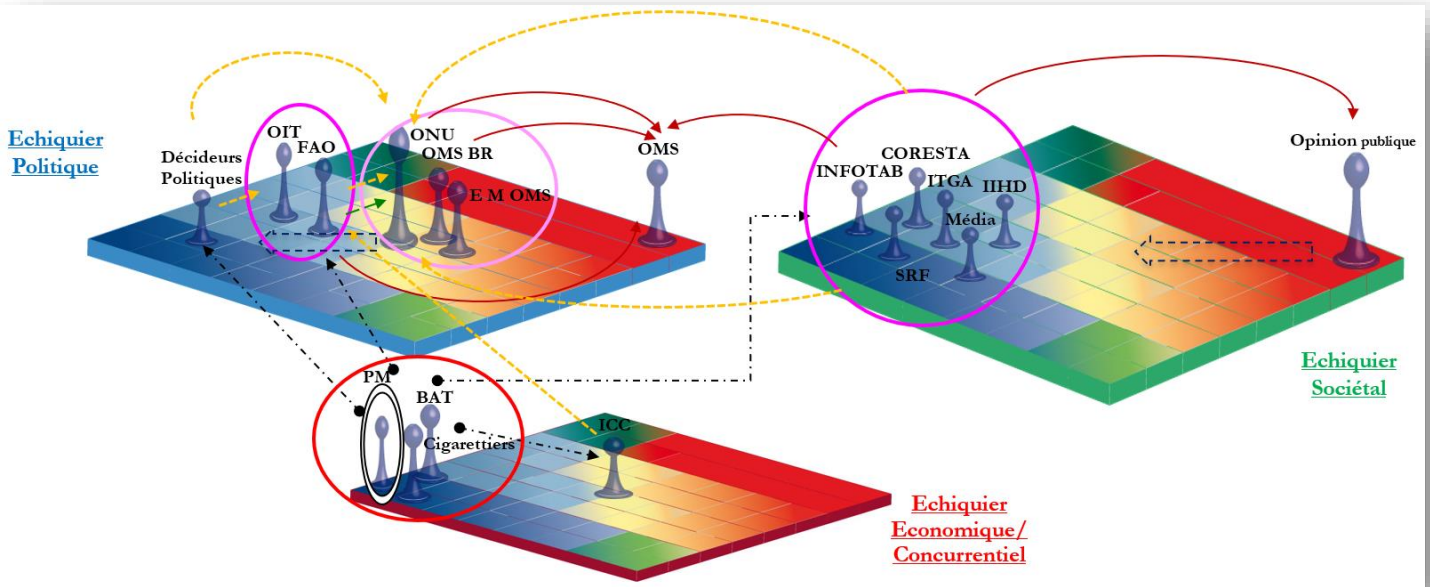 Echiquier
Politique
Décideurs
Politiques
OIT
FAO
ONU
OMS BR
E M OMS
OMS
INFOTAB
CORESTA
ITGA
IIHD
Média
SRF
Opinion publique
Echiquier
Sociétal
PM
BAT
Cigarettiers
ICC
Echiquier
Economique/
Concurrentiel